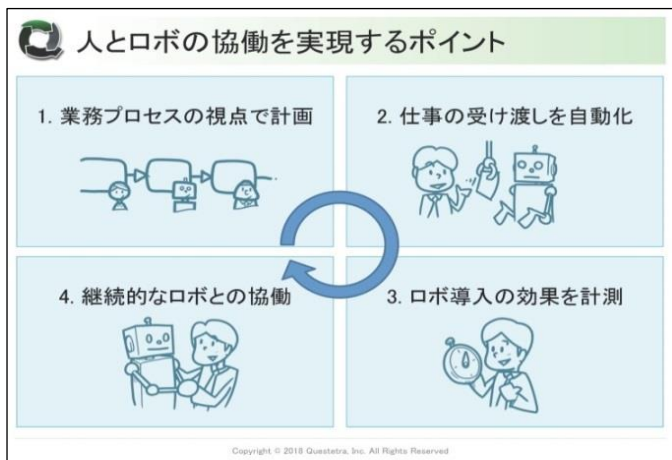 人とロボの協働を実現するポイント
1. 業務プロセスの視点で計画
2. 仕事の受け渡しを自動化
4. 継続的なロボとの協働
3. ロボ導入の効果を計測
Copyright © 2018 Questetra, Inc. All Rights Reserved